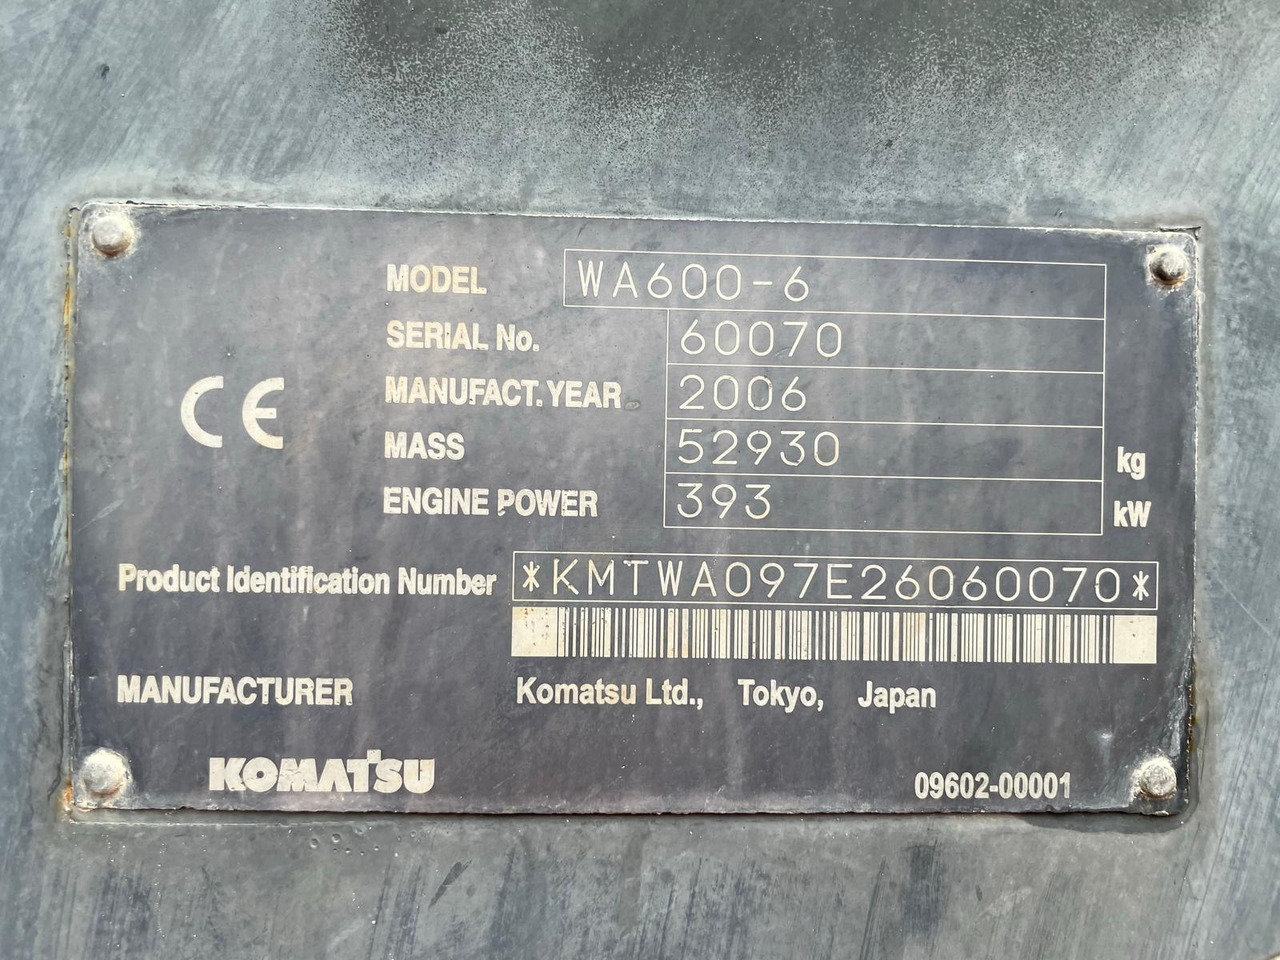 MODEL WA600-6
SERIAL No. 60070
MANUFACT. YEAR 2006
MASS 52930 kg
ENGINE POWER 393 kW
CE
Product Identification Number *KMTWA097E26060070*
MANUFACTURER Komatsu Ltd., Tokyo, Japan
KOMATSU 09602-00001